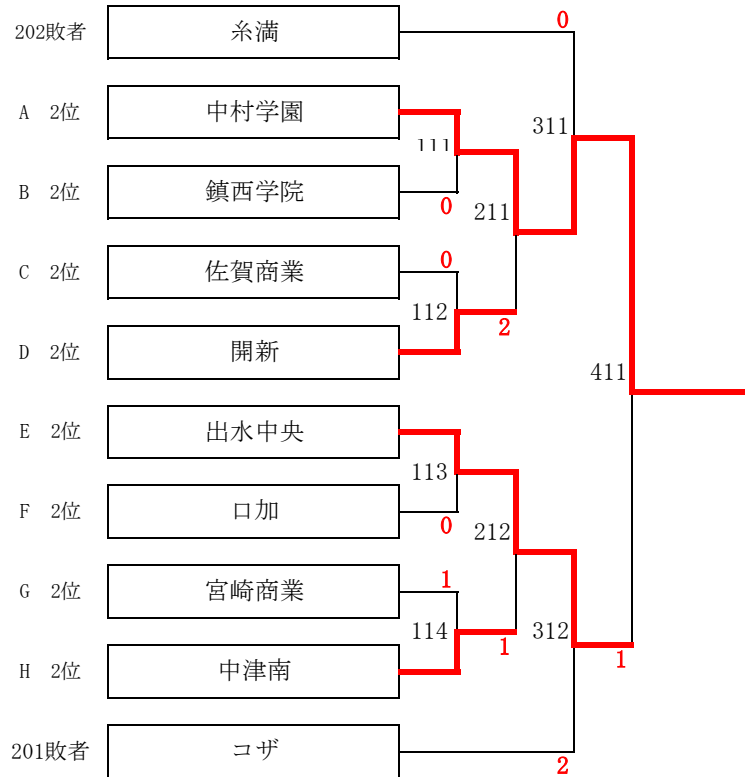 202敗者 糸満 0
A 2位 中村学園
311
111
B 2位 鎮西学院 0
211
C 2位 佐賀商業 0
112 2
D 2位 開新
411
E 2位 出水中央
113
F 2位 口加 0
212
G 2位 宮崎商業 1
114 1 312 1
H 2位 中津南
201敗者 コザ 2